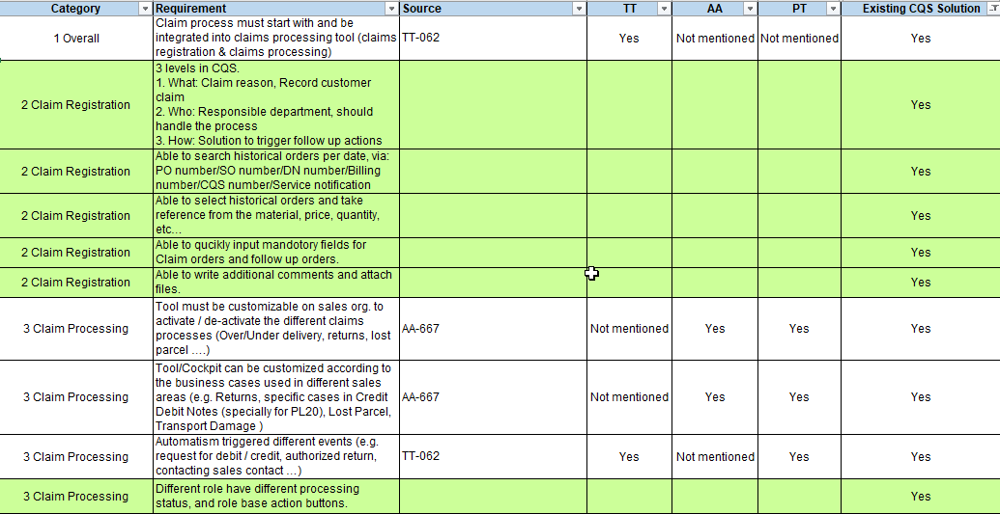 Category Requirement Source TT AA PT Existing CQS Solution
Claim process must start with and be
integrated into claims processing tool (claims
registration & claims processing)
1 Overall TT-062 Yes Not mentioned Not mentioned Yes
3 levels in CQS.
1. What: Claim reason, Record customer
claim
2. Who: Responsible department, should
handle the process
3. How: Solution to trigger follow up actions
2 Claim Registration Yes
Able to search historical orders per date, via:
PO number/SO number/DN number/Billing
number/CQS number/Service notification
2 Claim Registration Yes
Able to select historical orders and take
reference from the material, price, quantity,
etc...
2 Claim Registration Yes
Able to qucikly input mandotory fields for
Claim orders and follow up orders.
2 Claim Registration Yes
Able to write additional comments and attach
files.
2 Claim Registration Yes
Tool must be customizable on sales org. to
activate / de-activate the different claims
processes (Over/Under delivery, returns, lost
parcel ....)
3 Claim Processing AA-667 Not mentioned Yes Yes Yes
Tool/Cockpit can be customized according to
the business cases used in different sales
areas (e.g. Returns, specific cases in Credit
Debit Notes (specially for PL20), Lost Parcel,
Transport Damage )
3 Claim Processing AA-667 Not mentioned Yes Yes Yes
Automatism triggered different events (e.g.
request for debit / credit, authorized return,
contacting sales contact ...)
3 Claim Processing TT-062 Yes Not mentioned Yes Yes
Different role have different processing
status, and role base action buttons.
3 Claim Processing Yes